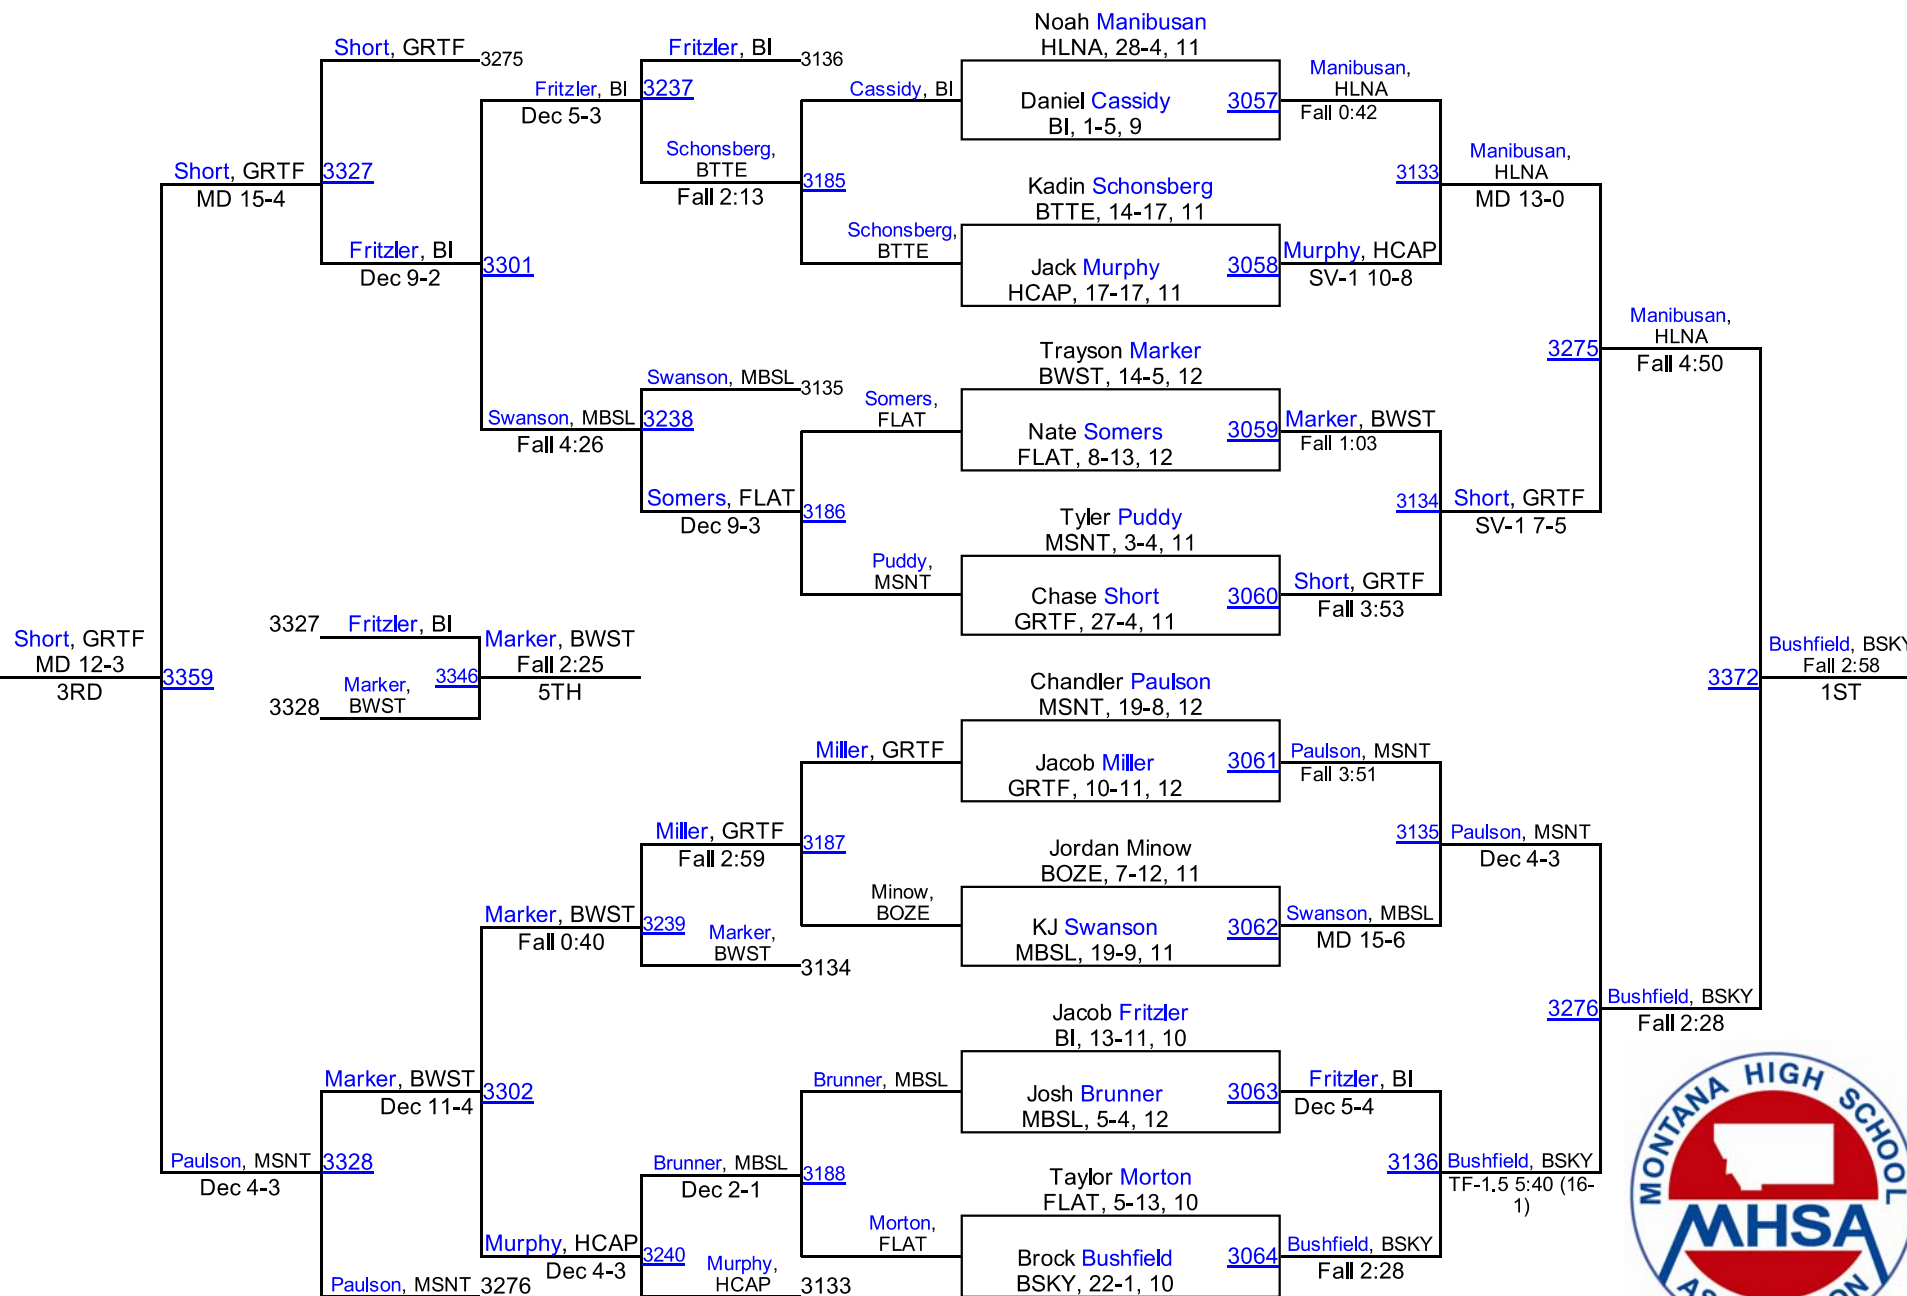 Noah Manibusan
HLNA, 28-4, 11
Daniel Cassidy
BI, 1-5, 9
3057
Kadin Schonsberg
BTTE, 14-17, 11
Jack Murphy
HCAP, 17-17, 11
3058
Trayson Marker
BWST, 14-5, 12
Nate Somers
FLAT, 8-13, 12
3059
Tyler Puddy
MSNT, 3-4, 11
Chase Short
GRTF, 27-4, 11
3060
Chandler Paulson
MSNT, 19-8, 12
Jacob Miller
GRTF, 10-11, 12
3061
Jordan Minow
BOZE, 7-12, 11
KJ Swanson
MBSL, 19-9, 11
3062
Jacob Fritzler
BI, 13-11, 10
Josh Brunner
MBSL, 5-4, 12
3063
Taylor Morton
FLAT, 5-13, 10
Brock Bushfield
BSKY, 22-1, 10
3064
Manibusan,
HLNA
Fall 0:42
Murphy, HCAP
SV-1 10-8
3133
Marker, BWST
Fall 1:03
Short, GRTF
Fall 3:53
3134
Paulson, MSNT
Fall 3:51
Swanson, MBSL
MD 15-6
3135
Fritzler, BI
Dec 5-4
Bushfield, BSKY
Fall 2:28
3136
Manibusan,
HLNA
MD 13-0
Short, GRTF
SV-1 7-5
3275
Paulson, MSNT
Dec 4-3
Bushfield, BSKY
TF-1.5 5:40 (16-
1)
3276
Manibusan,
HLNA
Fall 4:50
Bushfield, BSKY
Fall 2:28
3372
Bushfield, BSKY
Fall 2:58
1ST
Cassidy, BI
Schonsberg,
BTTE
3185
Somers,
FLAT
Puddy,
MSNT
3186
Miller, GRTF
Minow,
BOZE
3187
Brunner, MBSL
Morton,
FLAT
3188
Fritzler, BI
3136
Schonsberg,
BTTE
Fall 2:13
3237
Swanson, MBSL
3135
Somers, FLAT
Dec 9-3
3238
Miller, GRTF
Fall 2:59
Marker,
BWST
3134
3239
Brunner, MBSL
Dec 2-1
Murphy,
HCAP
3133
3240
Fritzler, BI
Dec 5-3
Swanson, MBSL
Fall 4:26
3301
Marker, BWST
Fall 0:40
Murphy, HCAP
Dec 4-3
3302
Short, GRTF
3275
Fritzler, BI
Dec 9-2
3327
Marker, BWST
Dec 11-4
Paulson, MSNT
3276
3328
Short, GRTF
MD 15-4
Paulson, MSNT
Dec 4-3
3359
Short, GRTF
MD 12-3
3RD
3327
Fritzler, BI
3328
Marker,
BWST
3346
Marker, BWST
Fall 2:25
5TH
MONTANA HIGH SCHOOL
MHSA